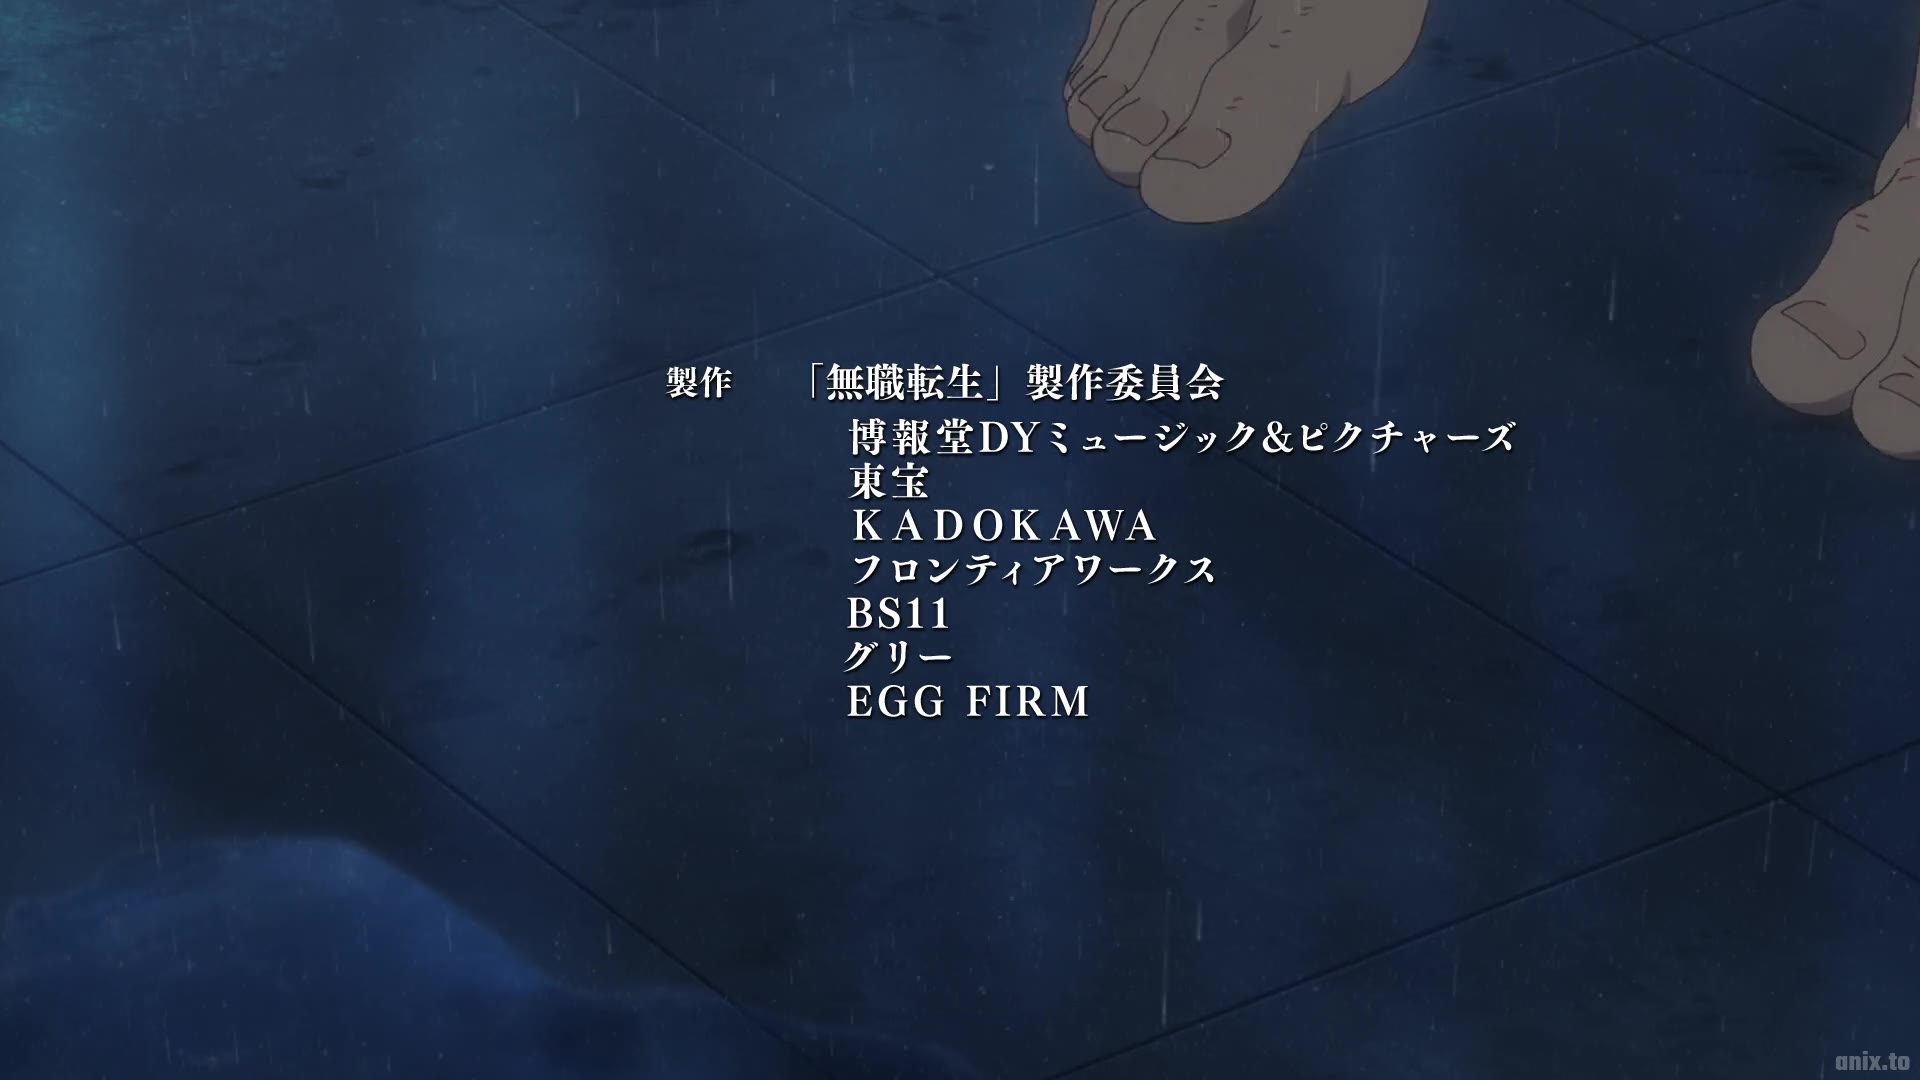 製作 「無職転生」製作委員会
博報堂DYミュージック&ピクチャーズ
東宝
KADOKAWA
フロンティアワークス
BS11
グリー
EGG FIRM
anix.to